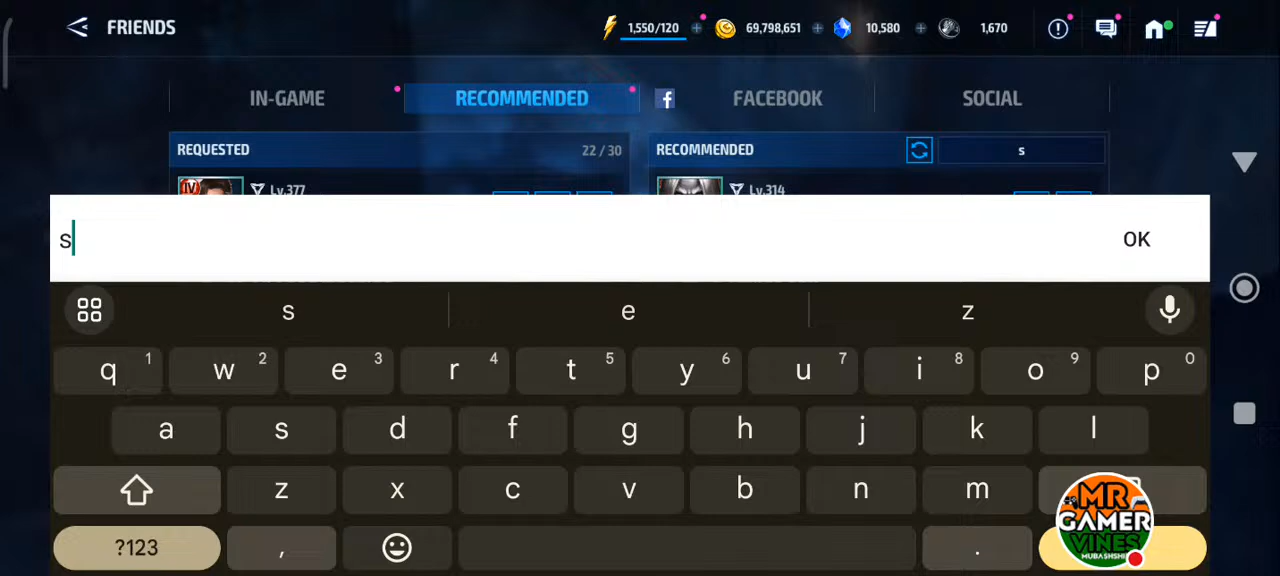 FRIENDS
1,550/120 + 69,798,651 + 10,580 + 1,670
IN-GAME RECOMMENDED f FACEBOOK SOCIAL
REQUESTED 22 / 30 RECOMMENDED s
IV Lv.377 Lv.314
s OK
s e z
q 1 w 2 e 3 r 4 t 5 y 6 u 7 i 8 o 9 p 0
a s d f g h j k l
z x c v b n m
?123 , .
MR
GAMER
VINES
MUBASHSHIR